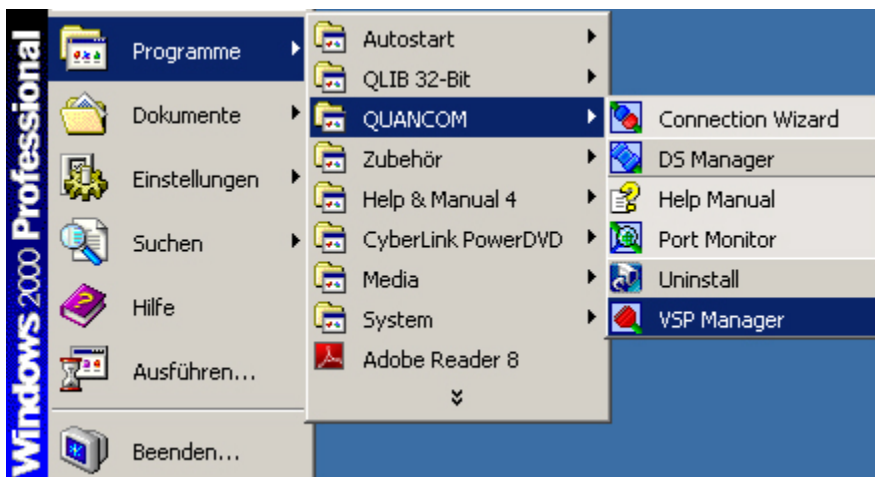 Windows 2000 Professional
Programme
Dokumente
Einstellungen
Suchen
Hilfe
Ausführen...
Beenden...
Autostart
QLIB 32-Bit
QUANCOM
Zubehör
Help & Manual 4
CyberLink PowerDVD
Media
System
Adobe Reader 8
Connection Wizard
DS Manager
Help Manual
Port Monitor
Uninstall
VSP Manager